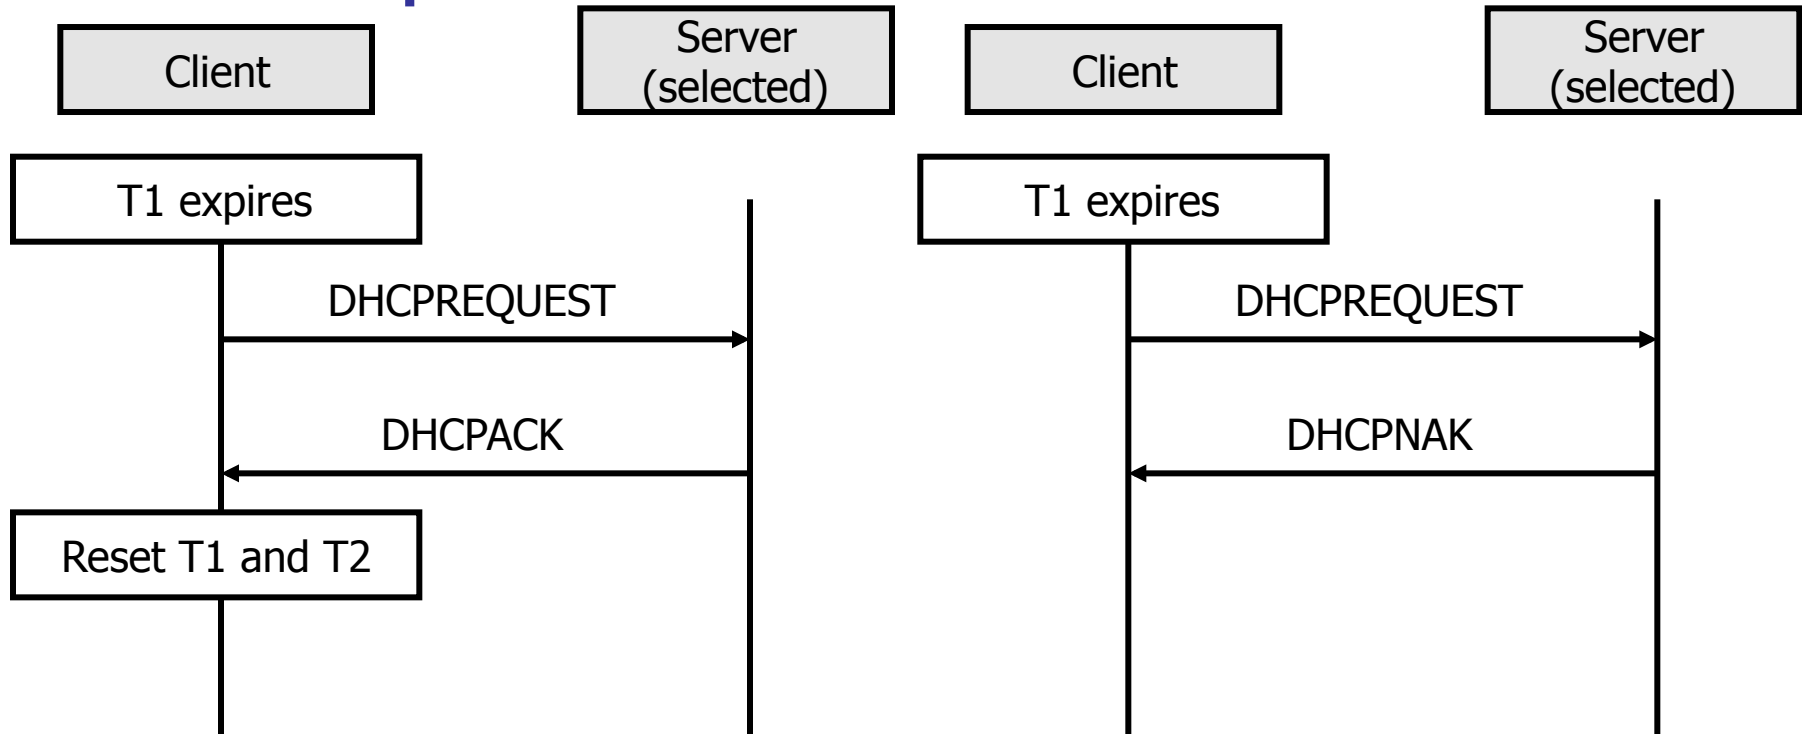 Client
Server
(selected)
T1 expires
DHCPREQUEST
DHCPACK
Reset T1 and T2
Client
Server
(selected)
T1 expires
DHCPREQUEST
DHCPNAK